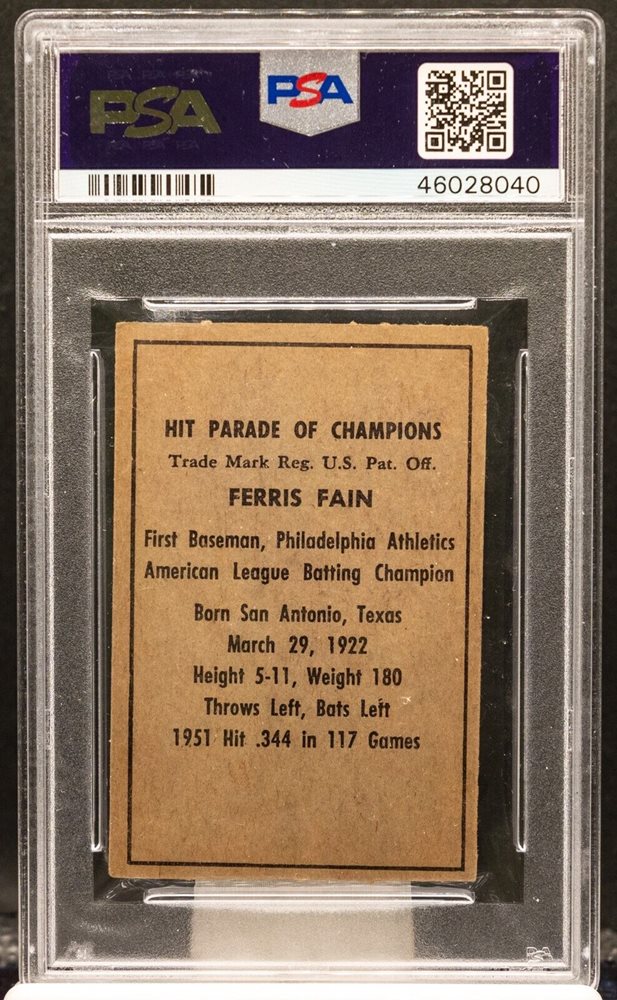 PSA
PSA
46028040
HIT PARADE OF CHAMPIONS
Trade Mark Reg. U.S. Pat. Off.
FERRIS FAIN
First Baseman, Philadelphia Athletics
American League Batting Champion
Born San Antonio, Texas
March 29, 1922
Height 5-11, Weight 180
Throws Left, Bats Left
1951 Hit .344 in 117 Games